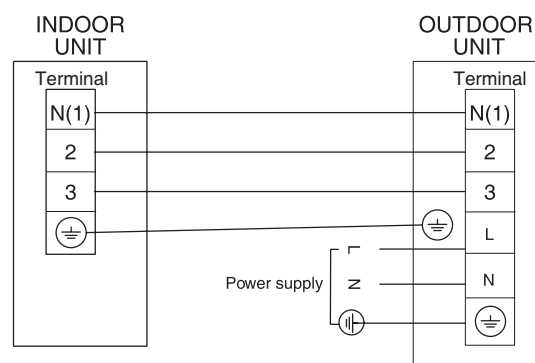 INDOOR
UNIT
Terminal
N(1)
2
3
OUTDOOR
UNIT
Terminal
N(1)
2
3
L
N
Power supply
L
N